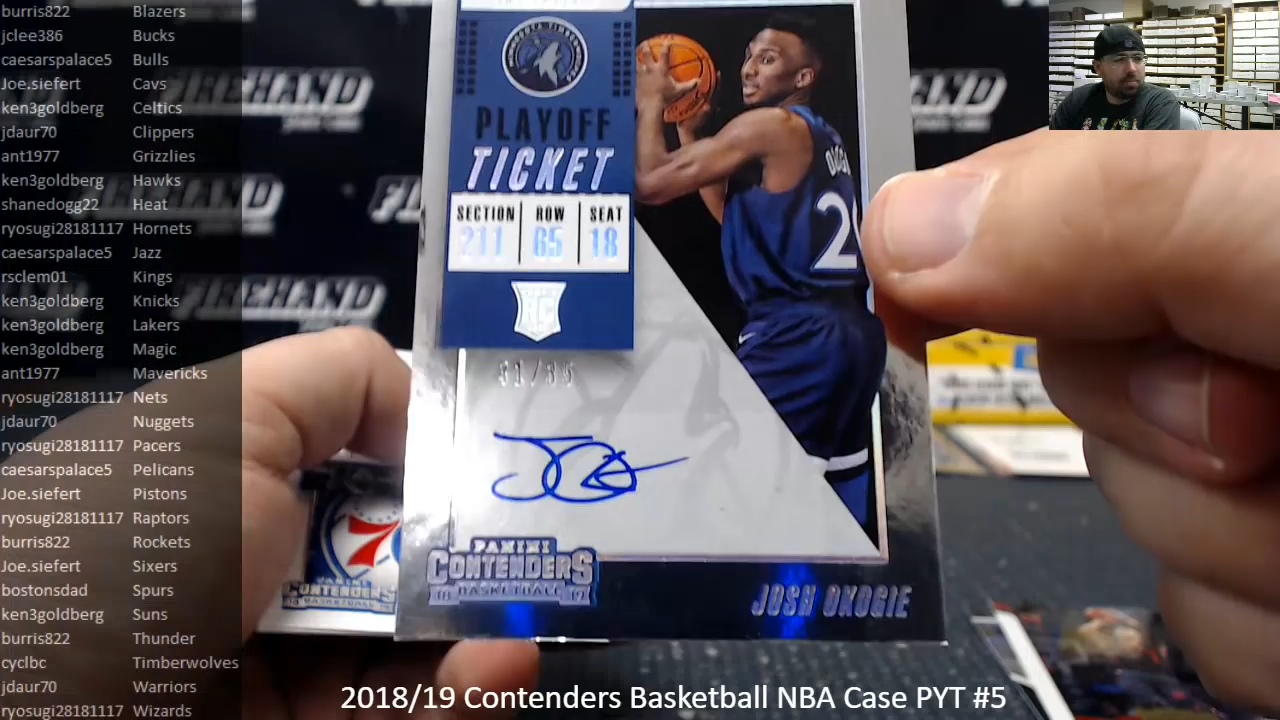 burris822 Blazers
jclee386 Bucks
caesarspalace5 Bulls
Joe.siefert Cavs
ken3goldberg Celtics
jdaur70 Clippers
ant1977 Grizzlies
ken3goldberg Hawks
shanedogg22 Heat
ryosugi28181117 Hornets
caesarspalace5 Jazz
rsclem01 Kings
ken3goldberg Knicks
ken3goldberg Lakers
ken3goldberg Magic
ant1977 Mavericks
ryosugi28181117 Nets
jdaur70 Nuggets
ryosugi28181117 Pacers
caesarspalace5 Pelicans
Joe.siefert Pistons
ryosugi28181117 Raptors
burris822 Rockets
Joe.siefert Sixers
bostonsdad Spurs
ken3goldberg Suns
burris822 Thunder
cyclbc Timberwolves
jdaur70 Warriors
ryosugi28181117 Wizards
PLAYOFF
TICKET
SECTION ROW SEAT
211 65 18
RC
PANINI
CONTENDERS
BASKETBALL
JOSH OKOGIE
FIREHAND
CONTENDERS
2018/19 Contenders Basketball NBA Case PYT #5